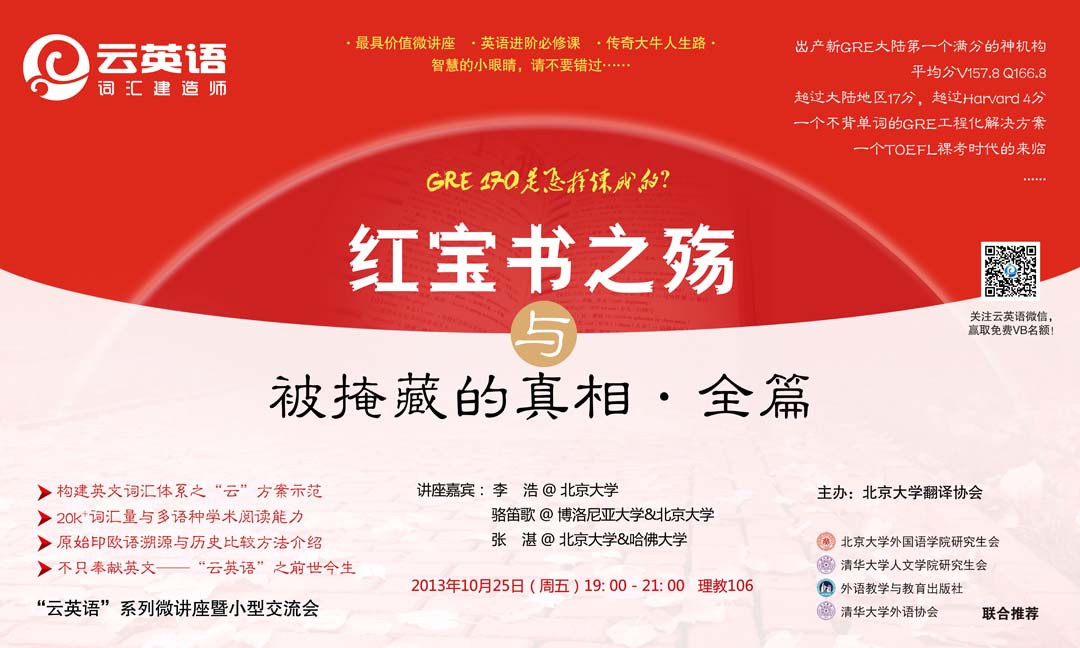 云英语
词汇建造师
·最具价值微讲座 ·英语进阶必修课 ·传奇大牛人生路·
智慧的小眼睛，请不要错过……
出产新GRE大陆第一个满分的神机构
平均分V157.8 Q166.8
超过大陆地区17分，超过Harvard 4分
一个不背单词的GRE工程化解决方案
一个TOEFL裸考时代的来临
……
GRE 170是怎样练成的?
红宝书之殇
与
被掩藏的真相·全篇
关注云英语微信，
赢取免费VB名额！
构建英文词汇体系之“云”方案示范
20k+词汇量与多语种学术阅读能力
原始印欧语溯源与历史比较方法介绍
不只奉献英文——“云英语”之前世今生
“云英语”系列微讲座暨小型交流会
讲座嘉宾：李 浩 @ 北京大学
骆笛歌 @ 博洛尼亚大学&北京大学
张 湛 @ 北京大学&哈佛大学
2013年10月25日（周五）19: 00 - 21: 00 理教106
主办：北京大学翻译协会
北京大学外国语学院研究生会
清华大学人文学院研究生会
外语教学与教育出版社
清华大学外语协会
联合推荐